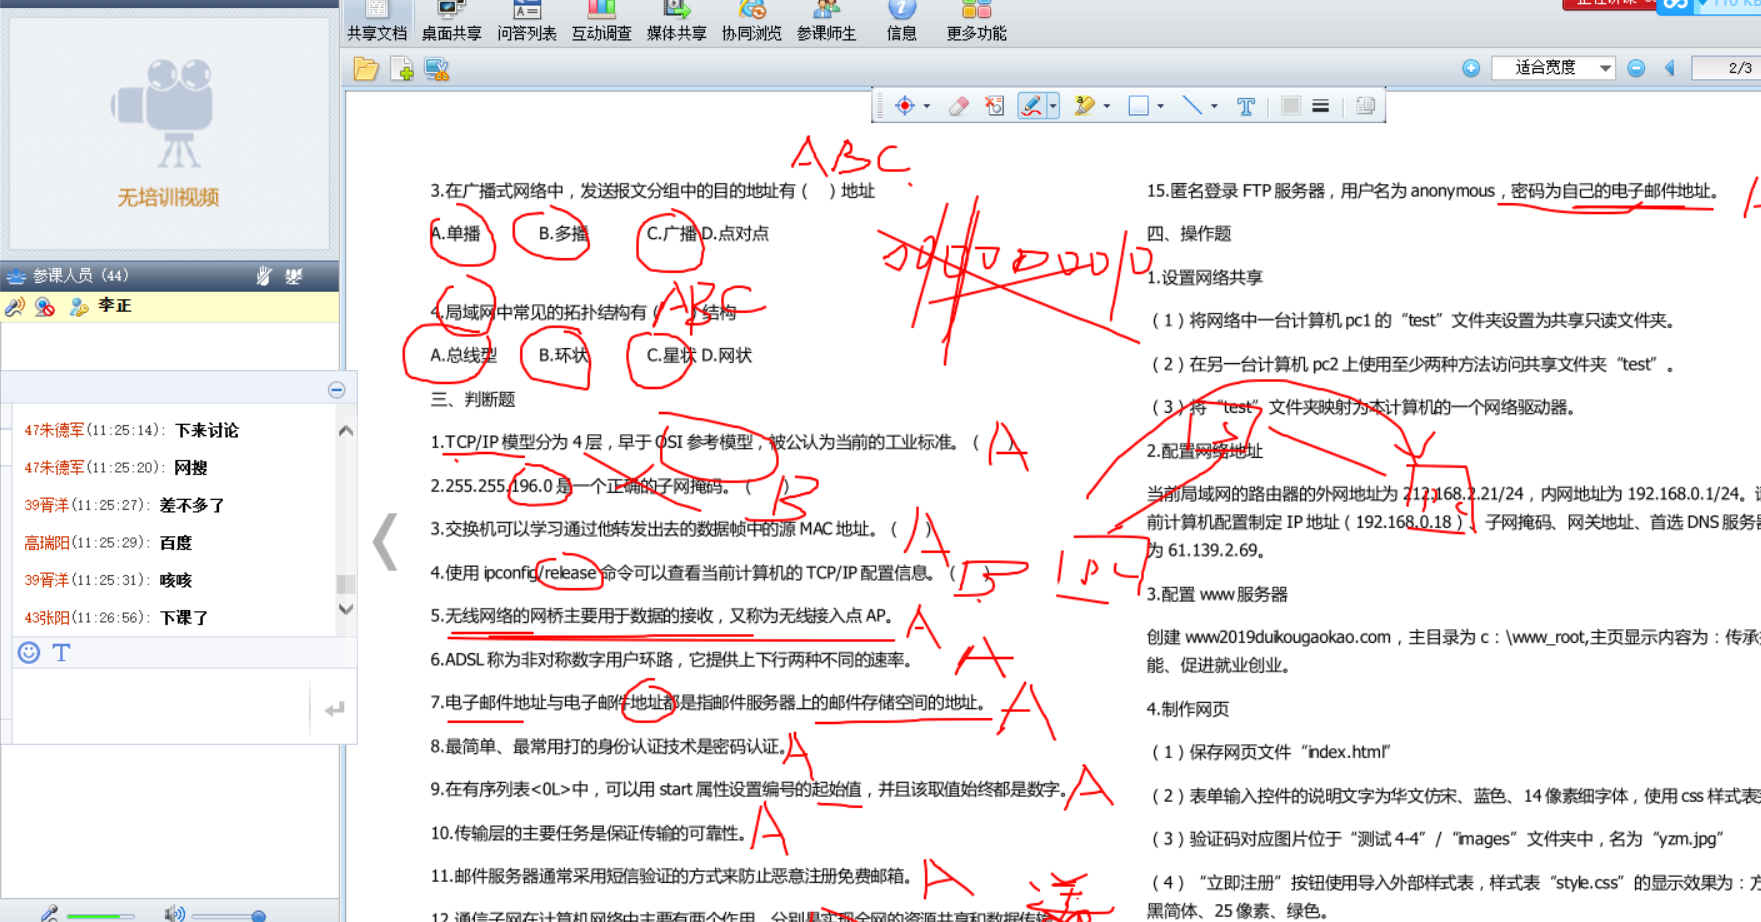 共享文档 桌面共享 问答列表 互动调查 媒体共享 协同浏览 参课师生 信息 更多功能
适合宽度 2/3
无培训视频
参课人员 (44)
李正
47朱德军(11:25:14): 下来讨论
47朱德军(11:25:20): 网搜
39胥洋(11:25:27): 差不多了
高瑞阳(11:25:29): 百度
39胥洋(11:25:31): 咳咳
43张阳(11:26:56): 下课了
ABC
3.在广播式网络中，发送报文分组中的目的地址有（ ）地址
A.单播 B.多播 C.广播 D.点对点
4.局域网中常见的拓扑结构有（ABC）结构
A.总线型 B.环状 C.星状 D.网状
三、判断题
1.TCP/IP 模型分为 4 层，早于 OSI 参考模型，被公认为当前的工业标准。（A）
2.255.255.196.0 是一个正确的子网掩码。（B）
3.交换机可以学习通过他转发出去的数据帧中的源 MAC 地址。（A）
4.使用 ipconfig/release 命令可以查看当前计算机的 TCP/IP 配置信息。（B）
5.无线网络的网桥主要用于数据的接收，又称为无线接入点 AP。A
6.ADSL 称为非对称数字用户环路，它提供上下行两种不同的速率。A
7.电子邮件地址与电子邮件地址都是指邮件服务器上的邮件存储空间的地址。A
8.最简单、最常用打的身份认证技术是密码认证。A
9.在有序列表<0L>中，可以用 start 属性设置编号的起始值，并且该取值始终都是数字。A
10.传输层的主要任务是保证传输的可靠性。A
11.邮件服务器通常采用短信验证的方式来防止恶意注册免费邮箱。A
12.通信子网在计算机网络中主要有两个作用，分别是实现全网的资源共享和数据传输
15.匿名登录 FTP 服务器，用户名为 anonymous，密码为自己的电子邮件地址。
四、操作题
1.设置网络共享
（1）将网络中一台计算机 pc1 的“test”文件夹设置为共享只读文件夹。
（2）在另一台计算机 pc2 上使用至少两种方法访问共享文件夹“test”。
（3）将“test”文件夹映射为本计算机的一个网络驱动器。
2.配置网络地址
当前局域网的路由器的外网地址为 212.168.2.21/24，内网地址为 192.168.0.1/24。
前计算机配置制定 IP 地址（192.168.0.18）、子网掩码、网关地址、首选 DNS 服务
为 61.139.2.69。
PC
3.配置 www 服务器
创建 www2019duikougaokao.com，主目录为 c：\www_root,主页显示内容为：传承
能、促进就业创业。
4.制作网页
（1）保存网页文件“index.html”
（2）表单输入控件的说明文字为华文仿宋、蓝色、14 像素细字体，使用 css 样式表
（3）验证码对应图片位于“测试 4-4”/“images”文件夹中，名为“yzm.jpg”
（4）“立即注册”按钮使用导入外部样式表，样式表“style.css”的显示效果为：方
黑简体、25 像素、绿色。